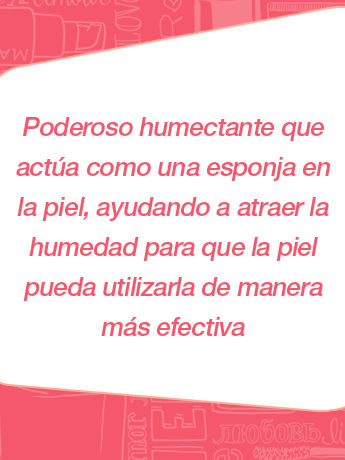 Poderoso humectante que
actúa como una esponja en
la piel, ayudando a atraer la
humedad para que la piel
pueda utilizarla de manera
más efectiva
любовь